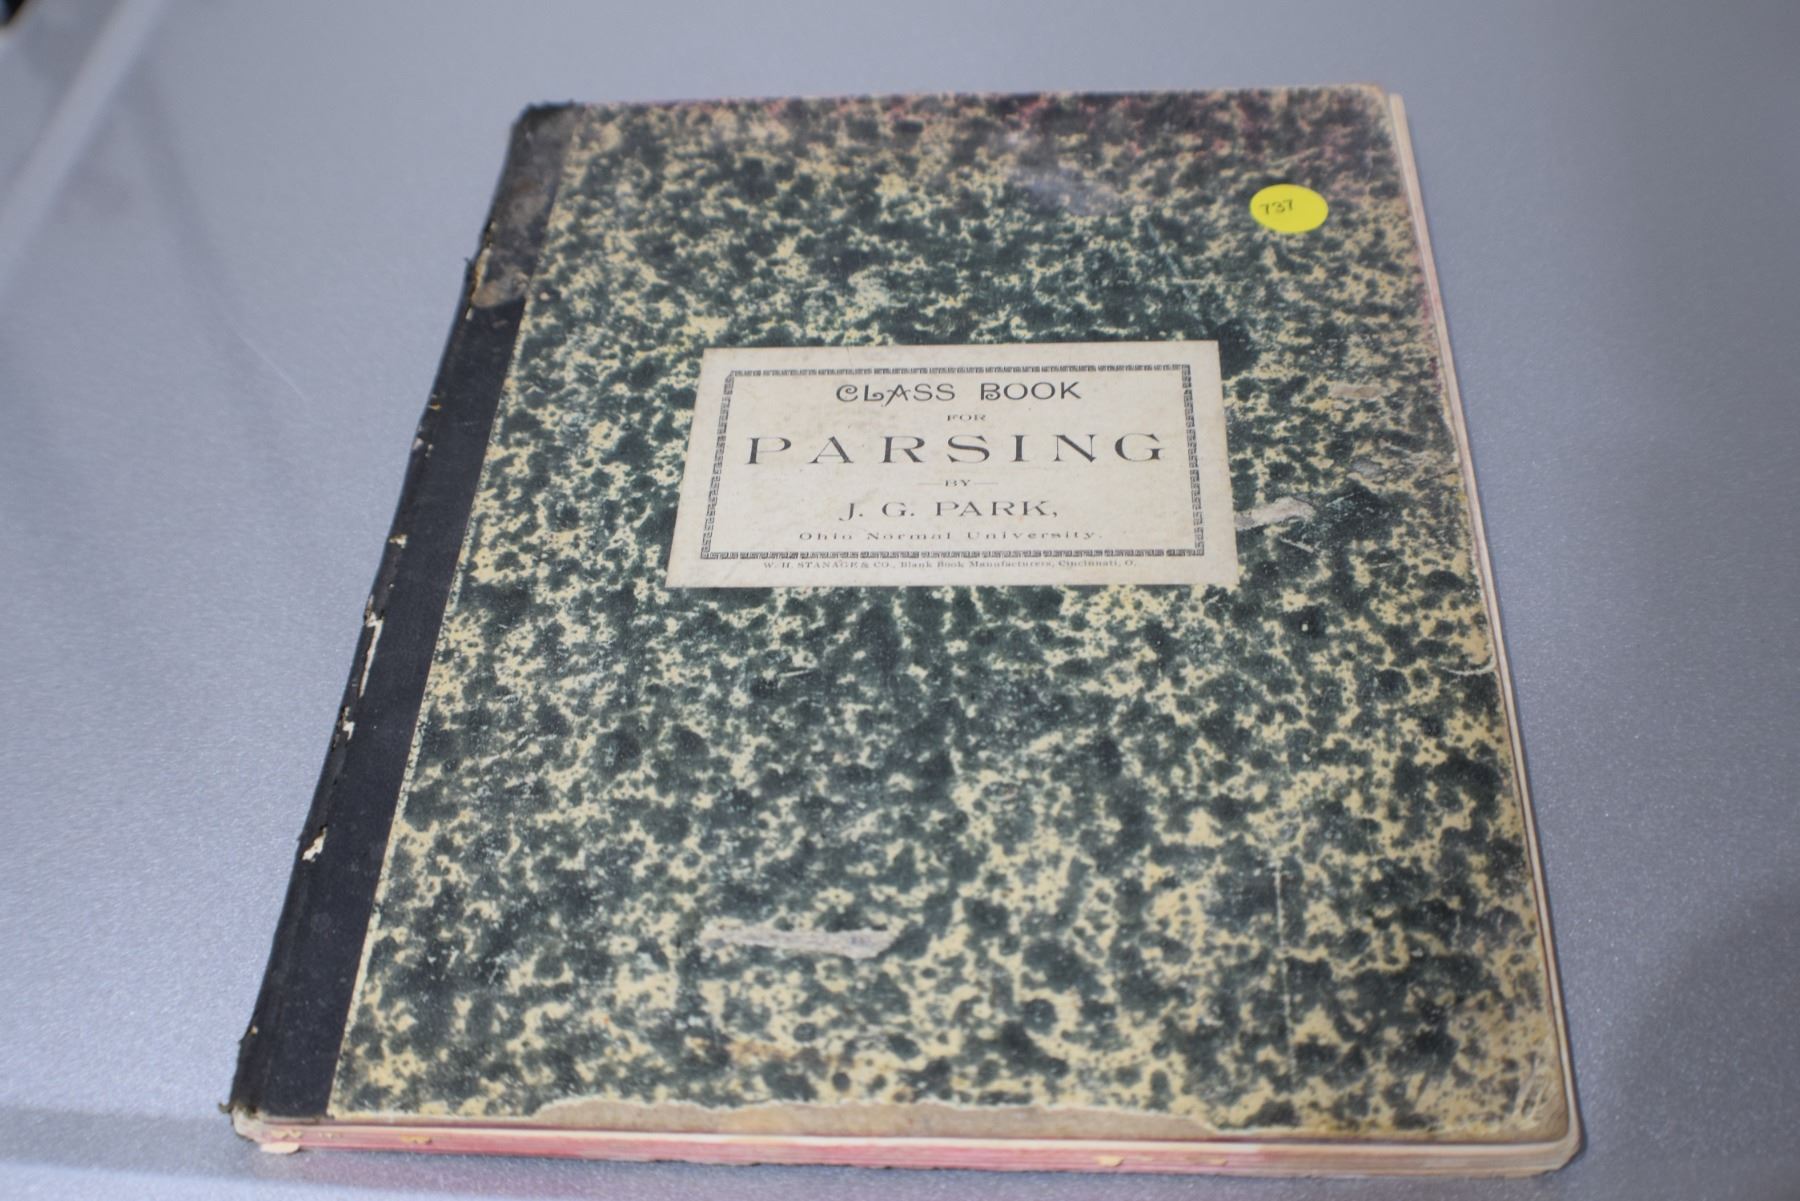 737
CLASS BOOK
FOR
PARSING
—BY—
J. G. PARK,
Ohio Normal University.
W. H. STANAGE & CO., Blank Book Manufacturers, Cincinnati, O.